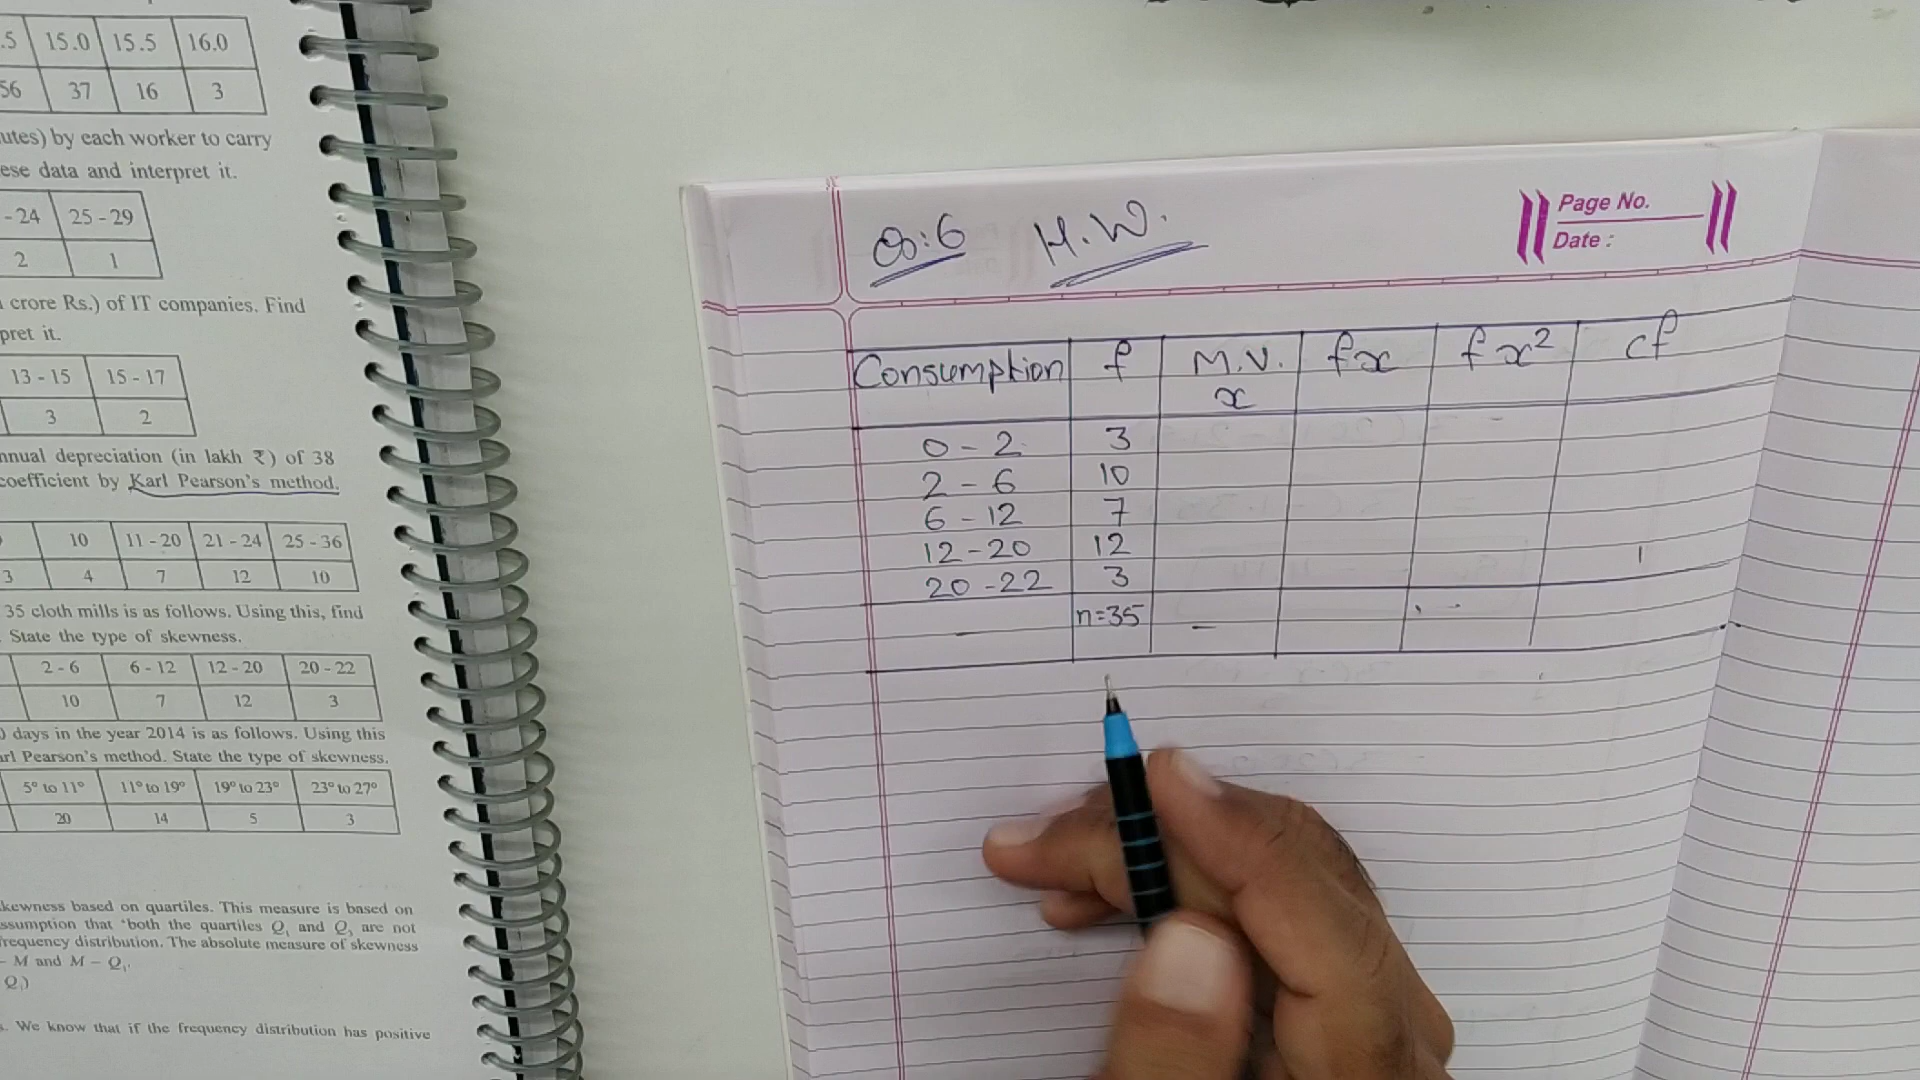 .5 15.0 15.5 16.0
56 37 16 3
utes) by each worker to carry
ese data and interpret it.
- 24 25 - 29
2 1
crore Rs.) of IT companies. Find
pret it.
13 - 15 15 - 17
3 2
nnual depreciation (in lakh ₹) of 38
coefficient by Karl Pearson's method.
10 11 - 20 21 - 24 25 - 36
3 4 7 12 10
35 cloth mills is as follows. Using this, find
State the type of skewness.
2 - 6 6 - 12 12 - 20 20 - 22
10 7 12 3
days in the year 2014 is as follows. Using this
arl Pearson's method. State the type of skewness.
5° to 11° 11° to 19° 19° to 23° 23° to 27°
20 14 5 3
kewness based on quartiles. This measure is based on
ssumption that 'both the quartiles Q₁ and Q₃ are not
frequency distribution. The absolute measure of skewness
- M and M - Q₁.
Q₁)
s. We know that if the frequency distribution has positive
Q:6 H.W.
Page No.
Date :
Consumption f M.V. x fx fx² cf
0 - 2 3
2 - 6 10
6 - 12 7
12 - 20 12
20 - 22 3
n=35